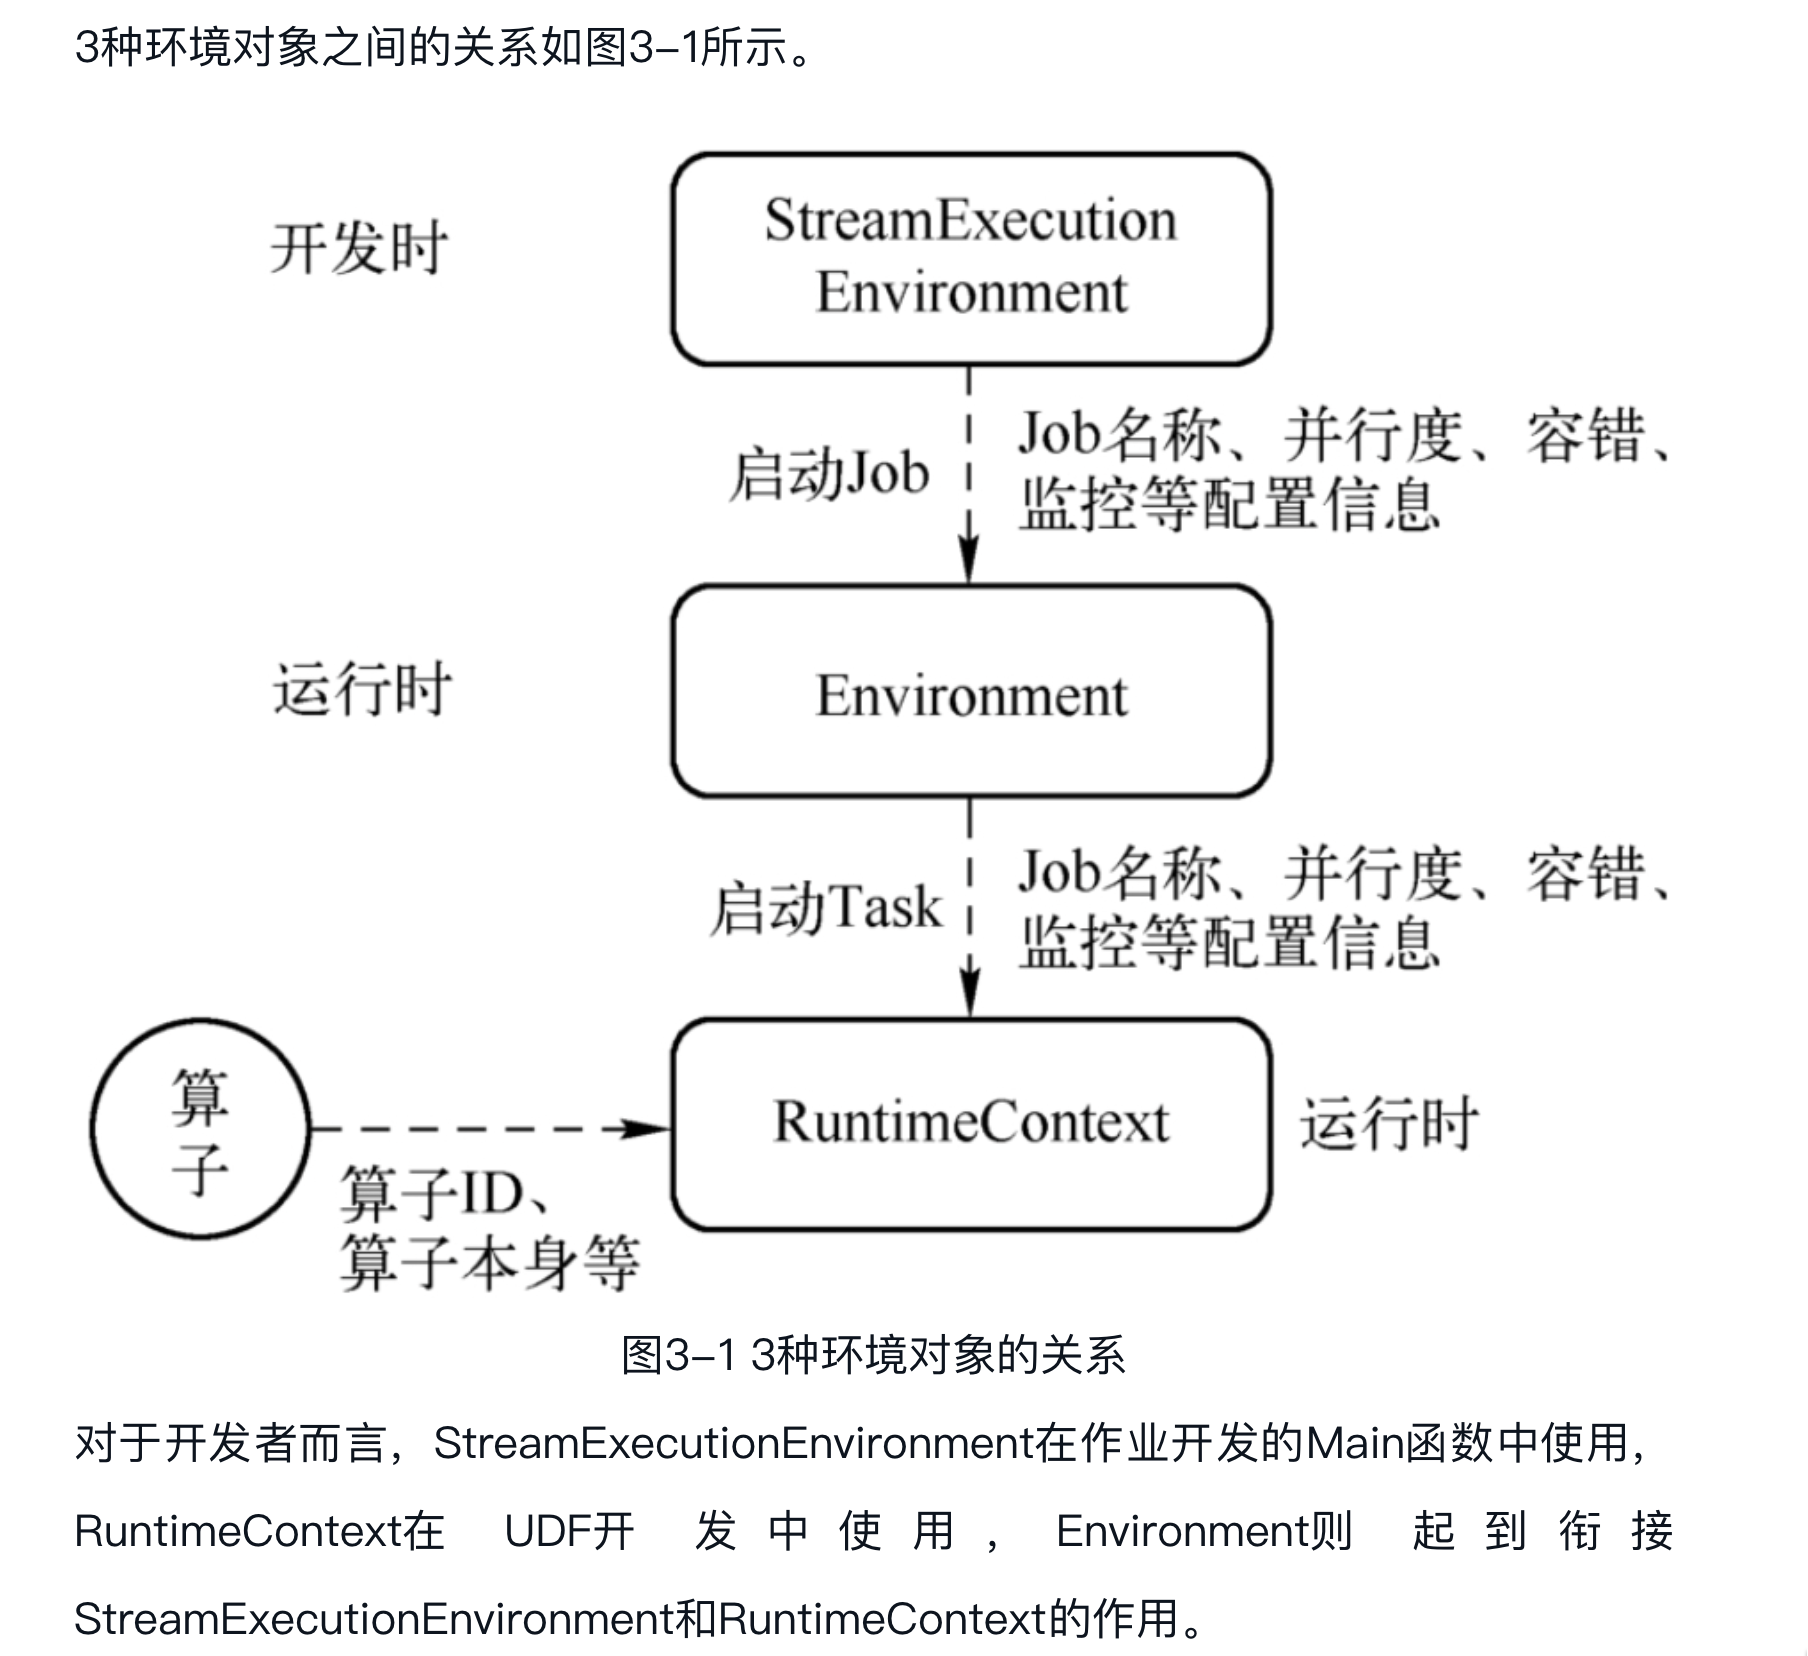 3种环境对象之间的关系如图3–1所示。
开发时
StreamExecution
Environment
启动Job
Job名称、并行度、容错、
监控等配置信息
运行时
Environment
启动Task
Job名称、并行度、容错、
监控等配置信息
算
子
算子ID、
算子本身等
RuntimeContext
运行时
图3–1 3种环境对象的关系
对于开发者而言，StreamExecutionEnvironment在作业开发的Main函数中使用，
RuntimeContext在 UDF开 发 中 使 用 ， Environment则 起 到 衔 接
StreamExecutionEnvironment和RuntimeContext的作用。